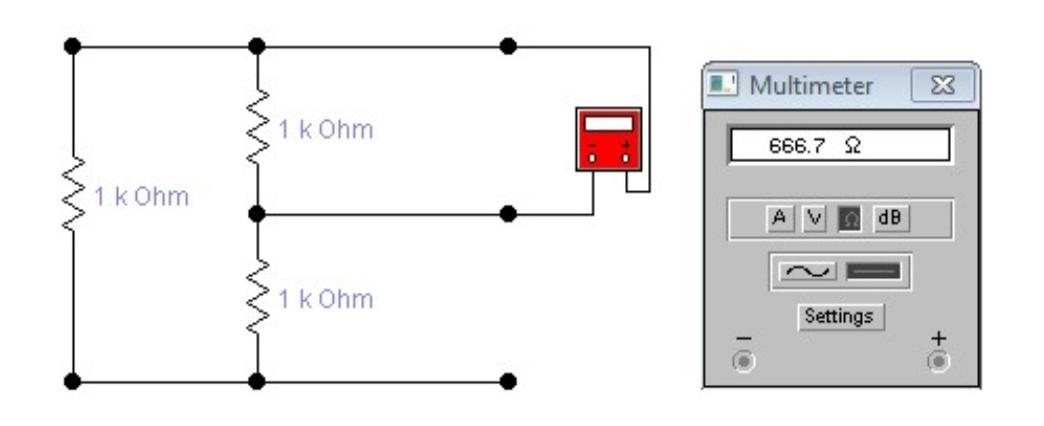 1 k Ohm
1 k Ohm
1 k Ohm
- +
Multimeter
666.7 Ω
A V Ω dB
Settings
- +